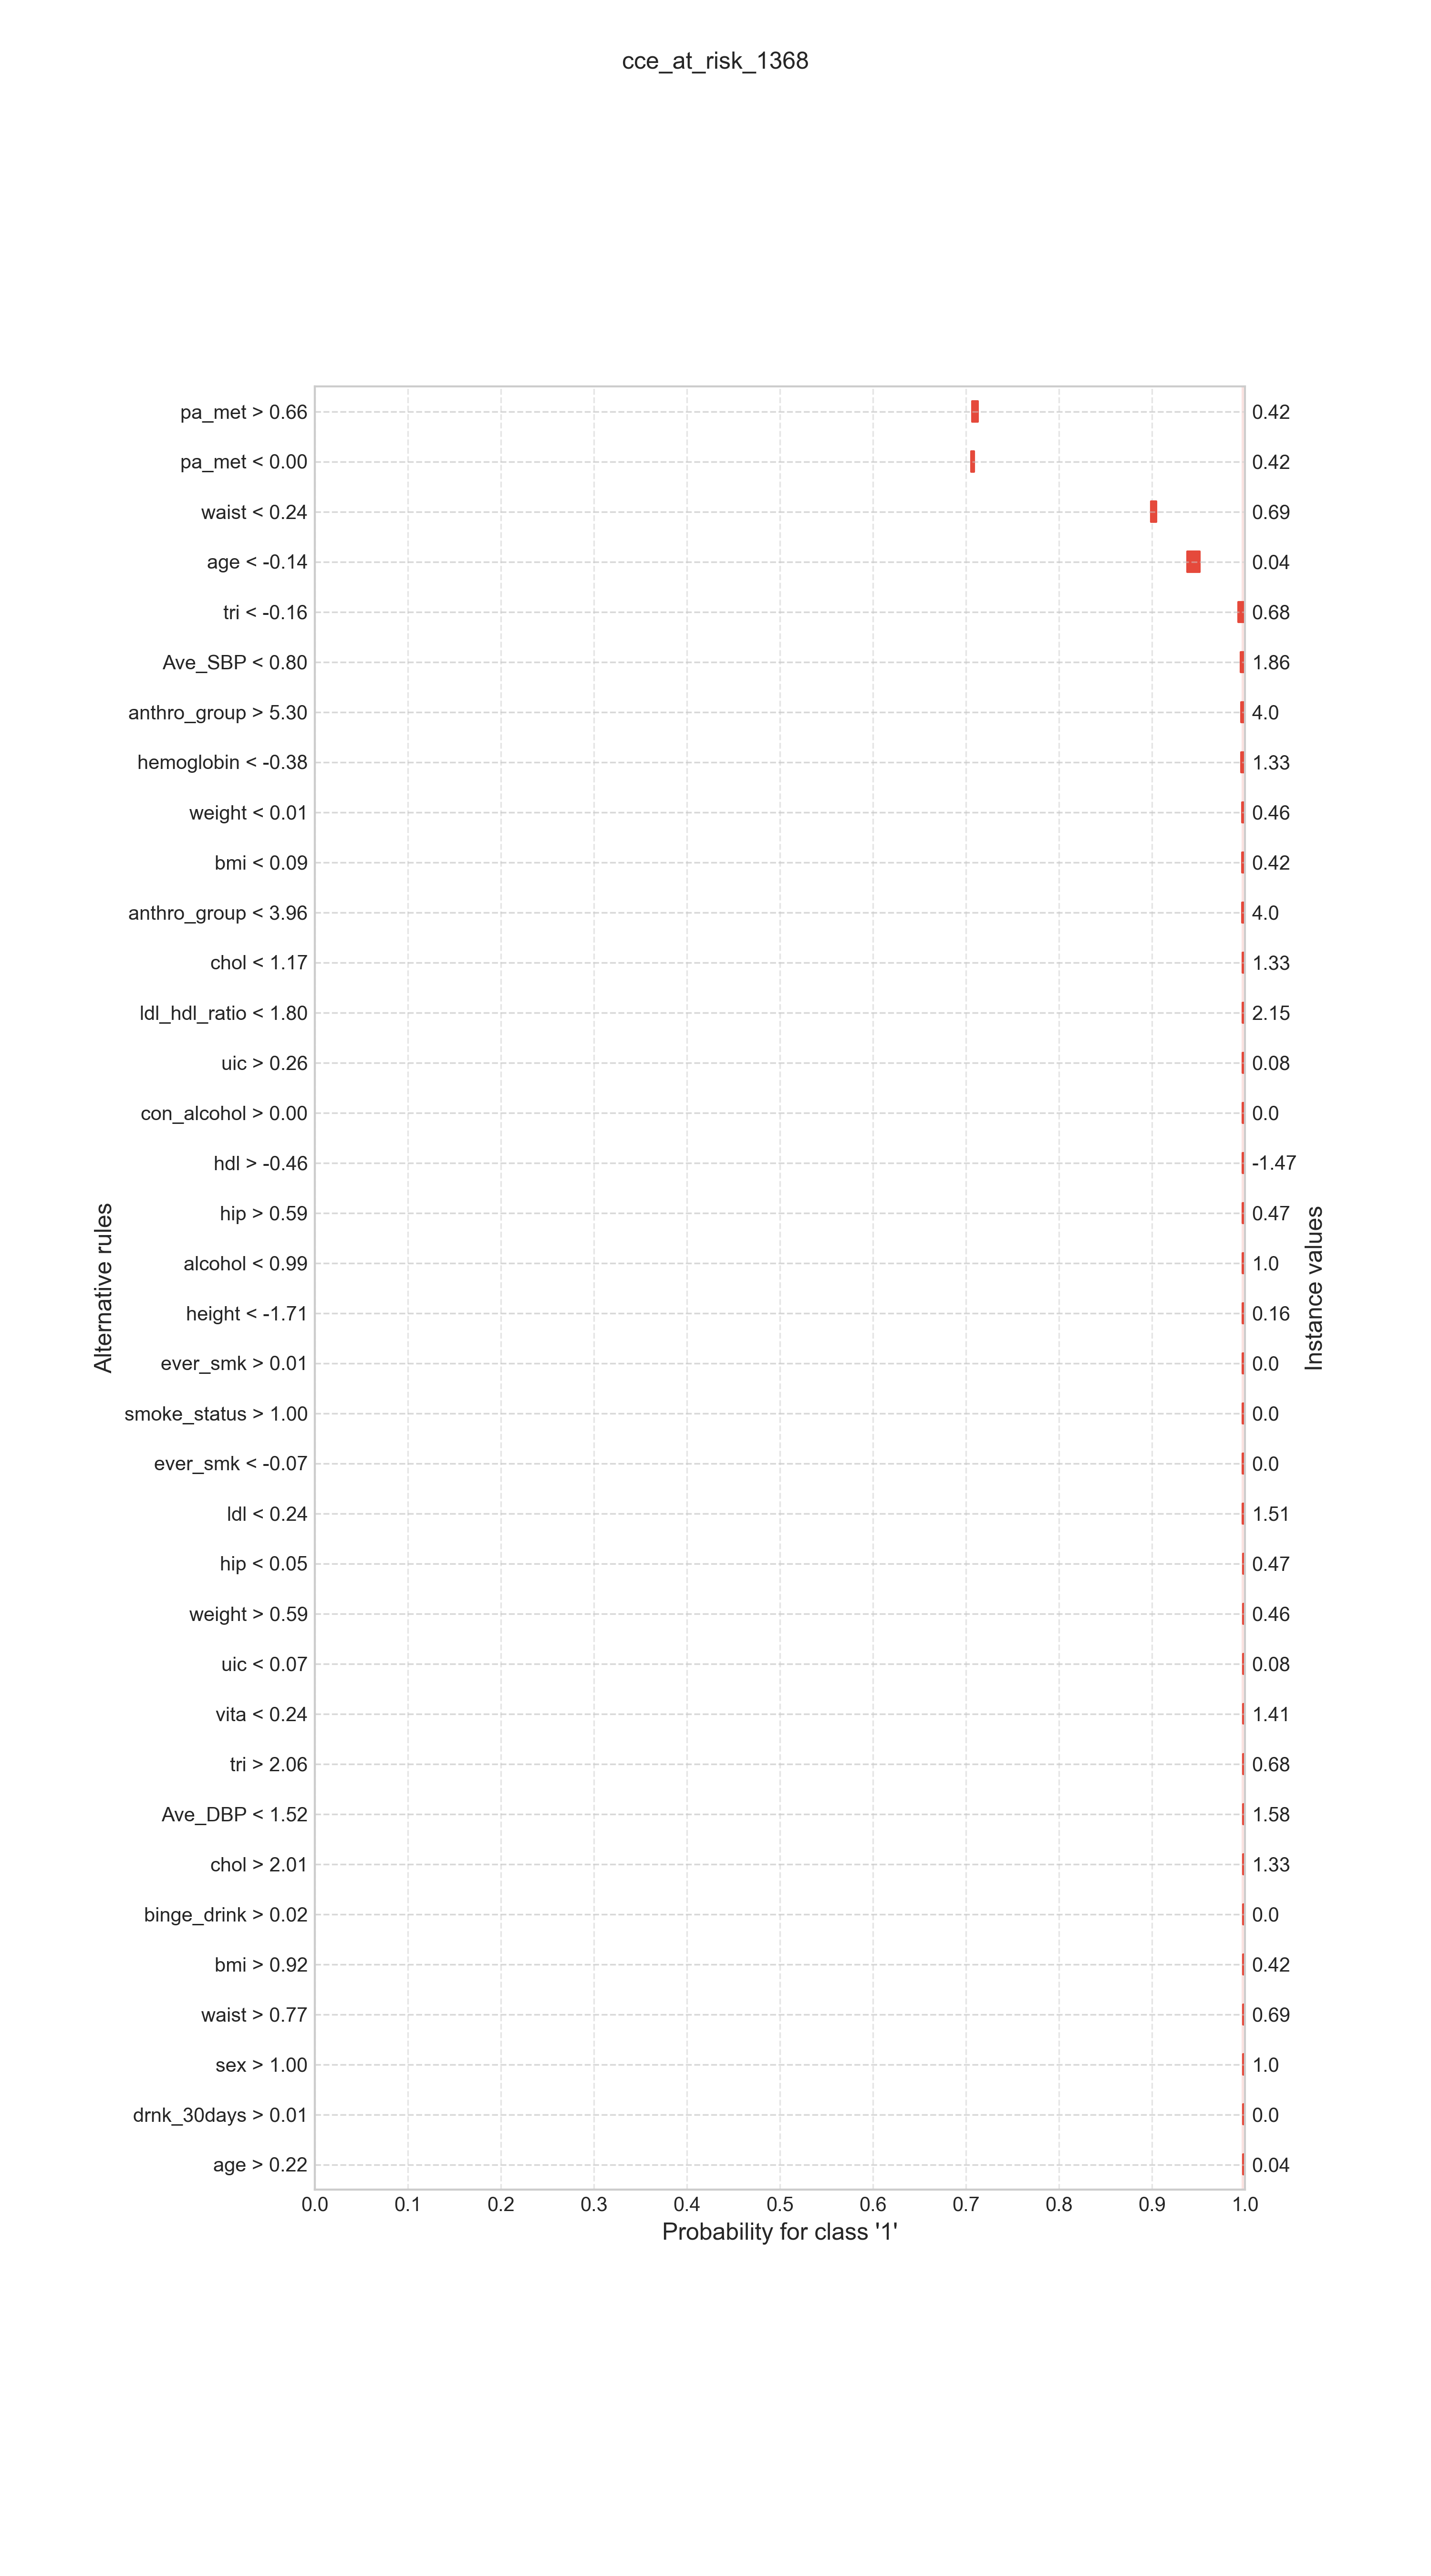 cce_at_risk_1368
pa_met > 0.66 0.42
pa_met < 0.00 0.42
waist < 0.24 0.69
age < -0.14 0.04
tri < -0.16 0.68
Ave_SBP < 0.80 1.86
anthro_group > 5.30 4.0
hemoglobin < -0.38 1.33
weight < 0.01 0.46
bmi < 0.09 0.42
anthro_group < 3.96 4.0
chol < 1.17 1.33
ldl_hdl_ratio < 1.80 2.15
uic > 0.26 0.08
con_alcohol > 0.00 0.0
hdl > -0.46 -1.47
hip > 0.59 0.47
alcohol < 0.99 1.0
height < -1.71 0.16
ever_smk > 0.01 0.0
smoke_status > 1.00 0.0
ever_smk < -0.07 0.0
ldl < 0.24 1.51
hip < 0.05 0.47
weight > 0.59 0.46
uic < 0.07 0.08
vita < 0.24 1.41
tri > 2.06 0.68
Ave_DBP < 1.52 1.58
chol > 2.01 1.33
binge_drink > 0.02 0.0
bmi > 0.92 0.42
waist > 0.77 0.69
sex > 1.00 1.0
drnk_30days > 0.01 0.0
age > 0.22 0.04
Alternative rules
Instance values
0.0 0.1 0.2 0.3 0.4 0.5 0.6 0.7 0.8 0.9 1.0
Probability for class '1'